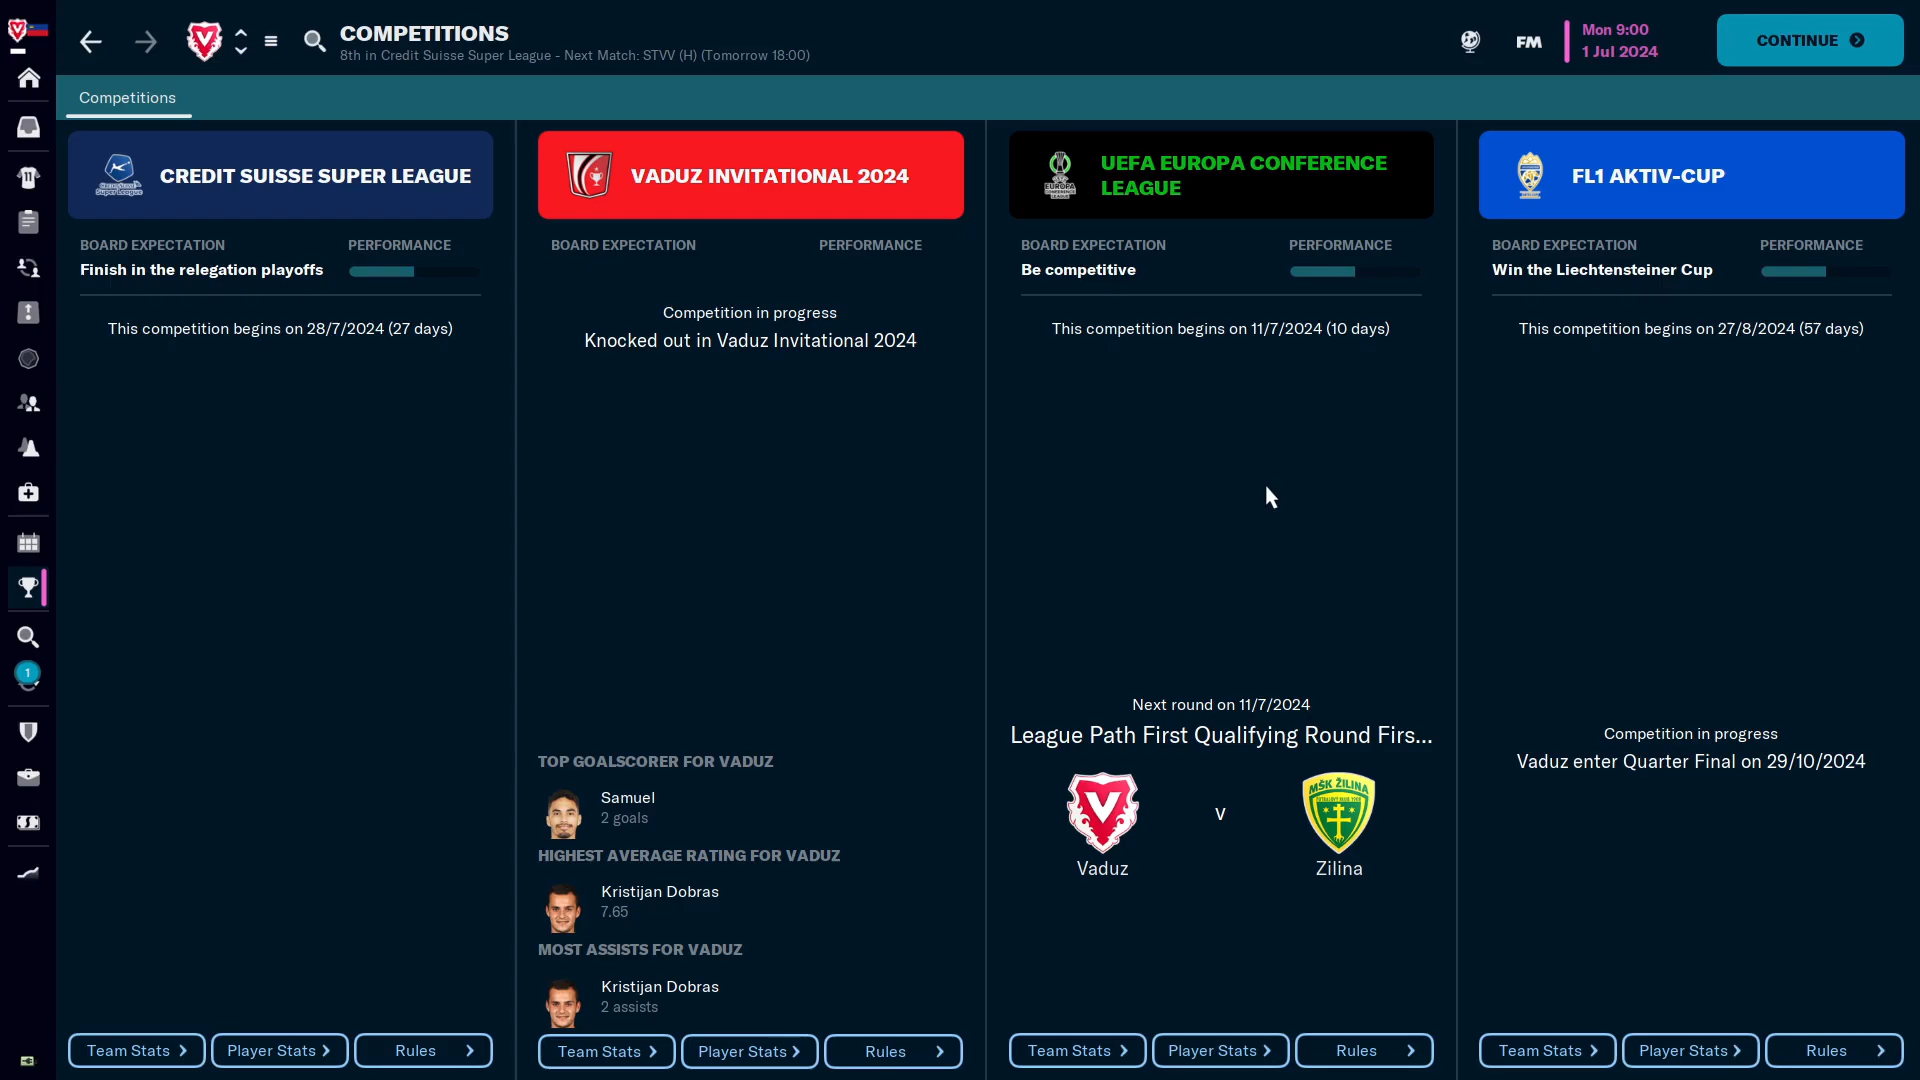 COMPETITIONS
8th in Credit Suisse Super League - Next Match: STVV (H) (Tomorrow 18:00)
FM
Mon 9:00
1 Jul 2024
CONTINUE
Competitions
CREDIT SUISSE SUPER LEAGUE
BOARD EXPECTATION
PERFORMANCE
Finish in the relegation playoffs
This competition begins on 28/7/2024 (27 days)
Team Stats
Player Stats
Rules
VADUZ INVITATIONAL 2024
BOARD EXPECTATION
PERFORMANCE
Competition in progress
Knocked out in Vaduz Invitational 2024
TOP GOALSCORER FOR VADUZ
Samuel
2 goals
HIGHEST AVERAGE RATING FOR VADUZ
Kristijan Dobras
7.65
MOST ASSISTS FOR VADUZ
Kristijan Dobras
2 assists
Team Stats
Player Stats
Rules
UEFA EUROPA CONFERENCE
LEAGUE
BOARD EXPECTATION
PERFORMANCE
Be competitive
This competition begins on 11/7/2024 (10 days)
Next round on 11/7/2024
League Path First Qualifying Round Firs...
V
MŠK ŽILINA
v
Vaduz
Zilina
Team Stats
Player Stats
Rules
FL1 AKTIV-CUP
BOARD EXPECTATION
PERFORMANCE
Win the Liechtensteiner Cup
This competition begins on 27/8/2024 (57 days)
Competition in progress
Vaduz enter Quarter Final on 29/10/2024
Team Stats
Player Stats
Rules
11
1